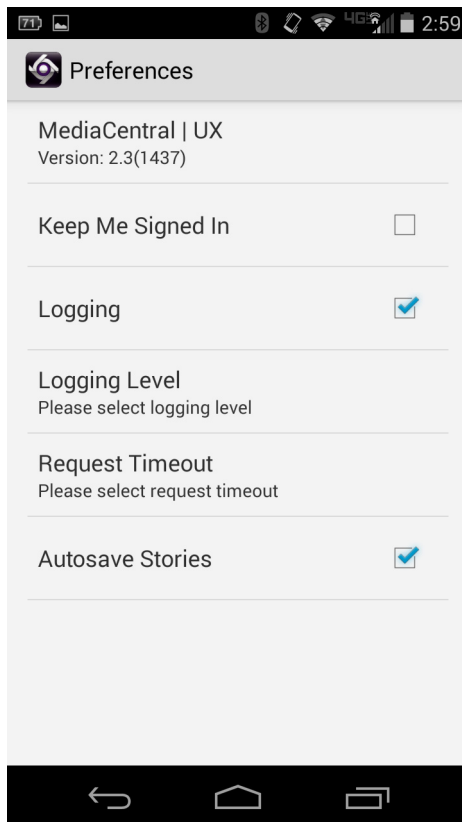 71
4G
2:59
Preferences
MediaCentral | UX
Version: 2.3(1437)
Keep Me Signed In
Logging
Logging Level
Please select logging level
Request Timeout
Please select request timeout
Autosave Stories